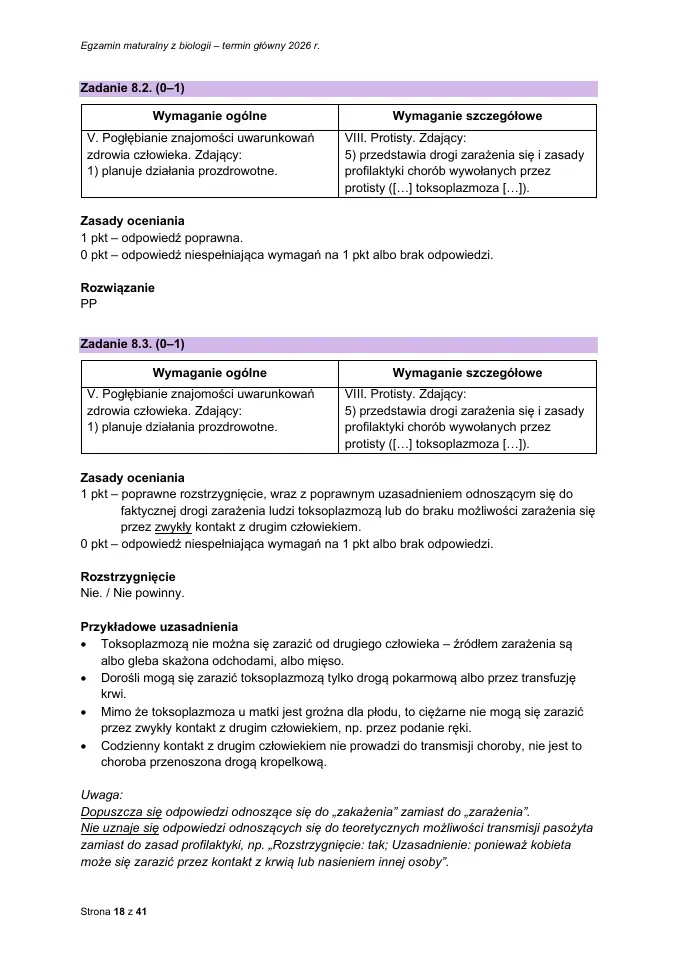 Egzamin maturalny z biologii – termin główny 2026 r.
Zadanie 8.2. (0–1)
Wymaganie ogólne
Wymaganie szczegółowe
V. Pogłębianie znajomości uwarunkowań
zdrowia człowieka. Zdający:
1) planuje działania prozdrowotne.
VIII. Protisty. Zdający:
5) przedstawia drogi zarażenia się i zasady
profilaktyki chorób wywołanych przez
protisty ([…] toksoplazmoza […]).
Zasady oceniania
1 pkt – odpowiedź poprawna.
0 pkt – odpowiedź niespełniająca wymagań na 1 pkt albo brak odpowiedzi.
Rozwiązanie
PP
Zadanie 8.3. (0–1)
Wymaganie ogólne
Wymaganie szczegółowe
V. Pogłębianie znajomości uwarunkowań
zdrowia człowieka. Zdający:
1) planuje działania prozdrowotne.
VIII. Protisty. Zdający:
5) przedstawia drogi zarażenia się i zasady
profilaktyki chorób wywołanych przez
protisty ([…] toksoplazmoza […]).
Zasady oceniania
1 pkt – poprawne rozstrzygnięcie, wraz z poprawnym uzasadnieniem odnoszącym się do
faktycznej drogi zarażenia ludzi toksoplazmozą lub do braku możliwości zarażenia się
przez zwykły kontakt z drugim człowiekiem.
0 pkt – odpowiedź niespełniająca wymagań na 1 pkt albo brak odpowiedzi.
Rozstrzygnięcie
Nie. / Nie powinny.
Przykładowe uzasadnienia
• Toksoplazmozą nie można się zarazić od drugiego człowieka – źródłem zarażenia są
albo gleba skażona odchodami, albo mięso.
• Dorośli mogą się zarazić toksoplazmozą tylko drogą pokarmową albo przez transfuzję
krwi.
• Mimo że toksoplazmoza u matki jest groźna dla płodu, to ciężarne nie mogą się zarazić
przez zwykły kontakt z drugim człowiekiem, np. przez podanie ręki.
• Codzienny kontakt z drugim człowiekiem nie prowadzi do transmisji choroby, nie jest to
choroba przenoszona drogą kropelkową.
Uwaga:
Dopuszcza się odpowiedzi odnoszące się do „zakażenia” zamiast do „zarażenia”.
Nie uznaje się odpowiedzi odnoszących się do teoretycznych możliwości transmisji pasożyta
zamiast do zasad profilaktyki, np. „Rozstrzygnięcie: tak; Uzasadnienie: ponieważ kobieta
może się zarazić przez kontakt z krwią lub nasieniem innej osoby”.
Strona 18 z 41